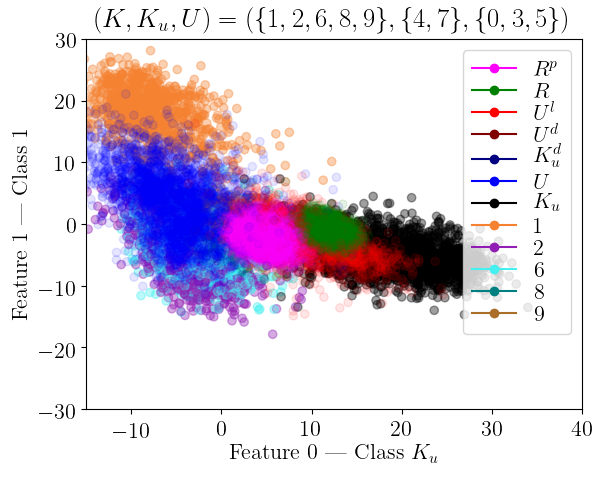 (K, K_u, U) = ({1, 2, 6, 8, 9}, {4, 7}, {0, 3, 5})
30
20
10
0
−10
−20
−30
Feature 1 — Class 1
−10 0 10 20 30 40
Feature 0 — Class K_u
R^p
R
U^l
U^d
K_u^d
U
K_u
1
2
6
8
9